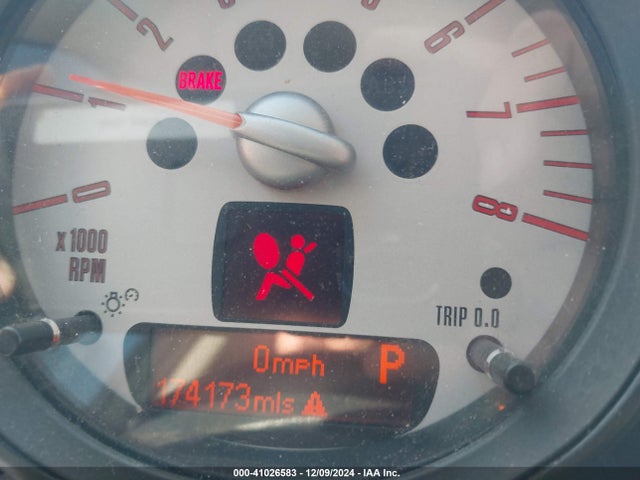 2
6
BRAKE
1
7
0
8
x 1000
RPM
TRIP 0.0
0mph P
174173mls
000-41026583 - 12/09/2024 - IAA Inc.